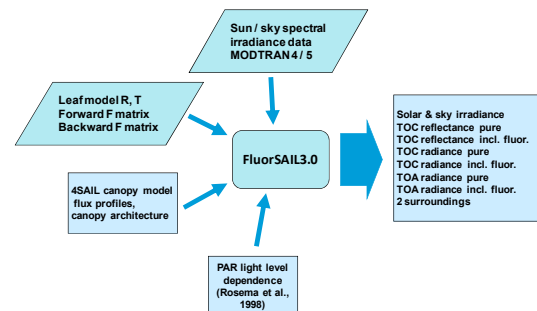 Sun / sky spectral
irradiance data
MODTRAN 4 / 5
Leaf model R, T
Forward F matrix
Backward F matrix
FluorSAIL3.0
4SAIL canopy model
flux profiles,
canopy architecture
PAR light level
dependence
(Rosema et al.,
1998)
Solar & sky irradiance
TOC reflectance pure
TOC reflectance incl. fluor.
TOC radiance pure
TOC radiance incl. fluor.
TOA radiance pure
TOA radiance incl. fluor.
2 surroundings